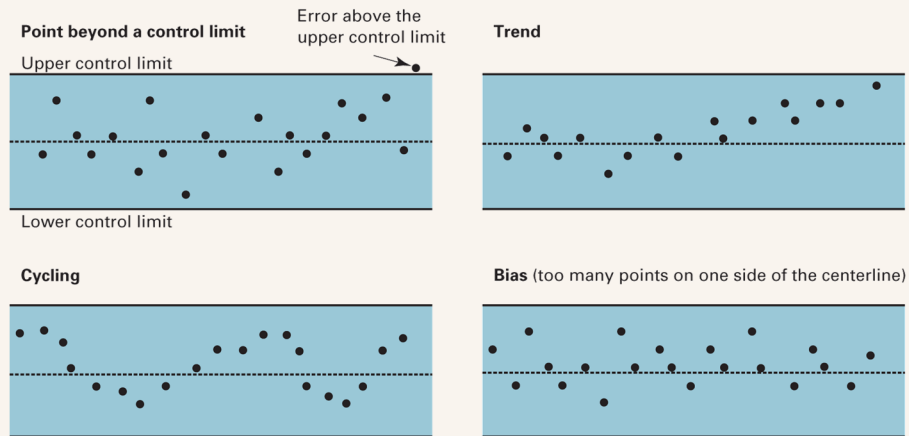 Point beyond a control limit
Error above the
upper control limit
Upper control limit
Lower control limit
Trend
Cycling
Bias (too many points on one side of the centerline)